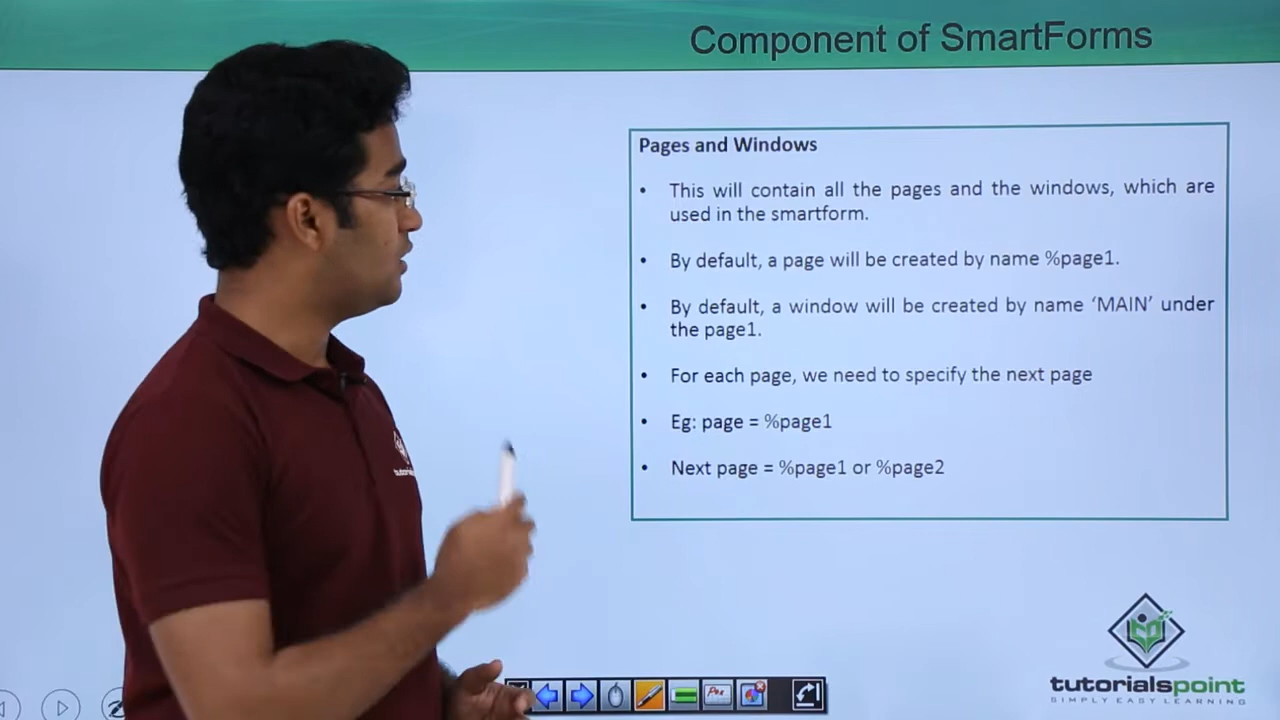 Component of SmartForms
Pages and Windows
• This will contain all the pages and the windows, which are
used in the smartform.
• By default, a page will be created by name %page1.
• By default, a window will be created by name ‘MAIN’ under
the page1.
• For each page, we need to specify the next page
• Eg: page = %page1
• Next page = %page1 or %page2
tutorialspoint
SIMPLY EASY LEARNING